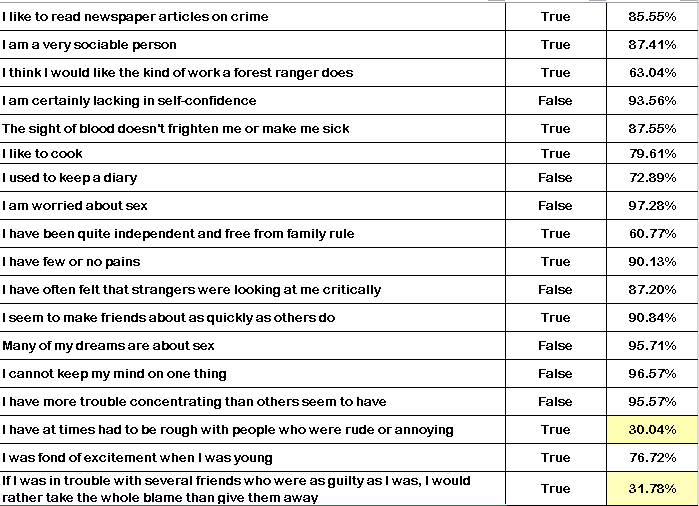 I like to read newspaper articles on crime True 85.55%
I am a very sociable person True 87.41%
I think I would like the kind of work a forest ranger does True 63.04%
I am certainly lacking in self-confidence False 93.56%
The sight of blood doesn't frighten me or make me sick True 87.55%
I like to cook True 79.61%
I used to keep a diary False 72.89%
I am worried about sex False 97.28%
I have been quite independent and free from family rule True 60.77%
I have few or no pains True 90.13%
I have often felt that strangers were looking at me critically False 87.20%
I seem to make friends about as quickly as others do True 90.84%
Many of my dreams are about sex False 95.71%
I cannot keep my mind on one thing False 96.57%
I have more trouble concentrating than others seem to have False 95.57%
I have at times had to be rough with people who were rude or annoying True 30.04%
I was fond of excitement when I was young True 76.72%
If I was in trouble with several friends who were as guilty as I was, I would
rather take the whole blame than give them away True 31.78%